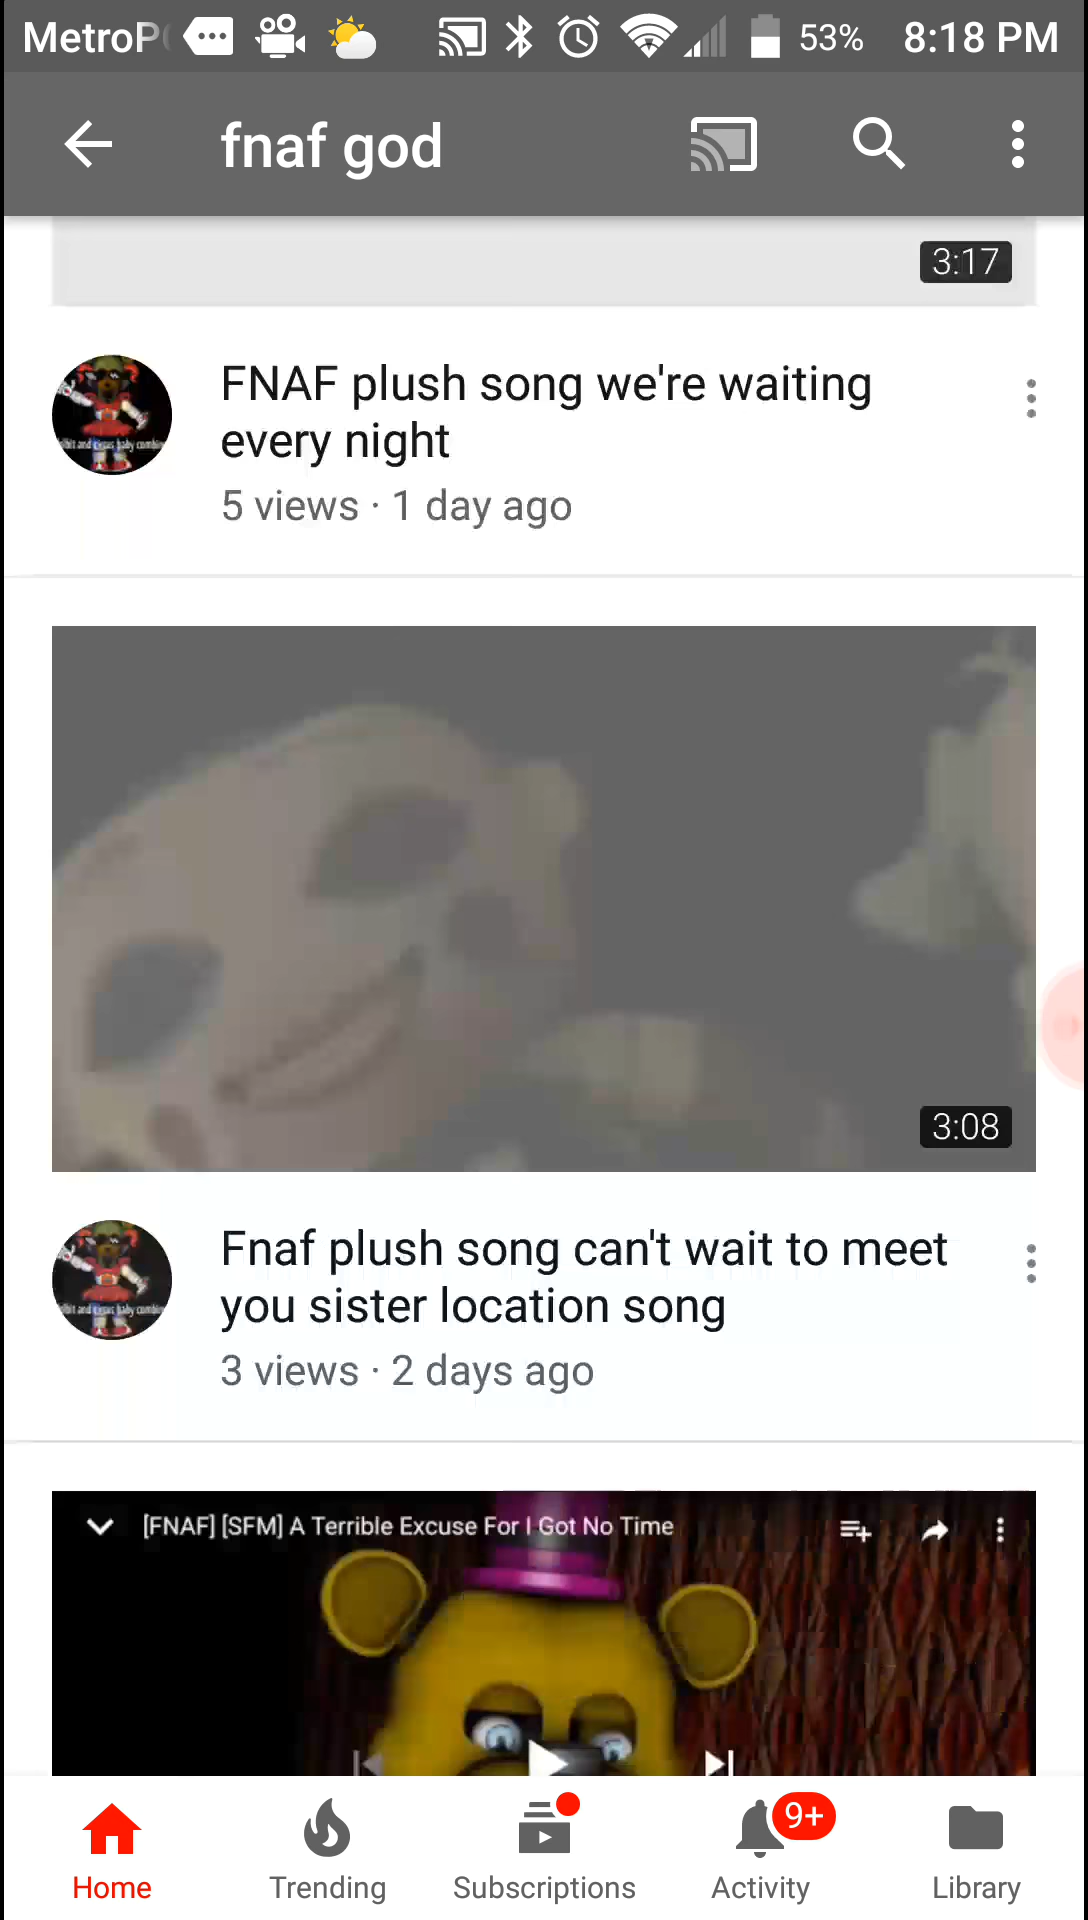 MetroP
53%
8:18 PM
fnaf god
3:17
FNAF plush song we're waiting
every night
5 views · 1 day ago
3:08
Fnaf plush song can't wait to meet
you sister location song
3 views · 2 days ago
[FNAF] [SFM] A Terrible Excuse For I Got No Time
9+
Home
Trending
Subscriptions
Activity
Library